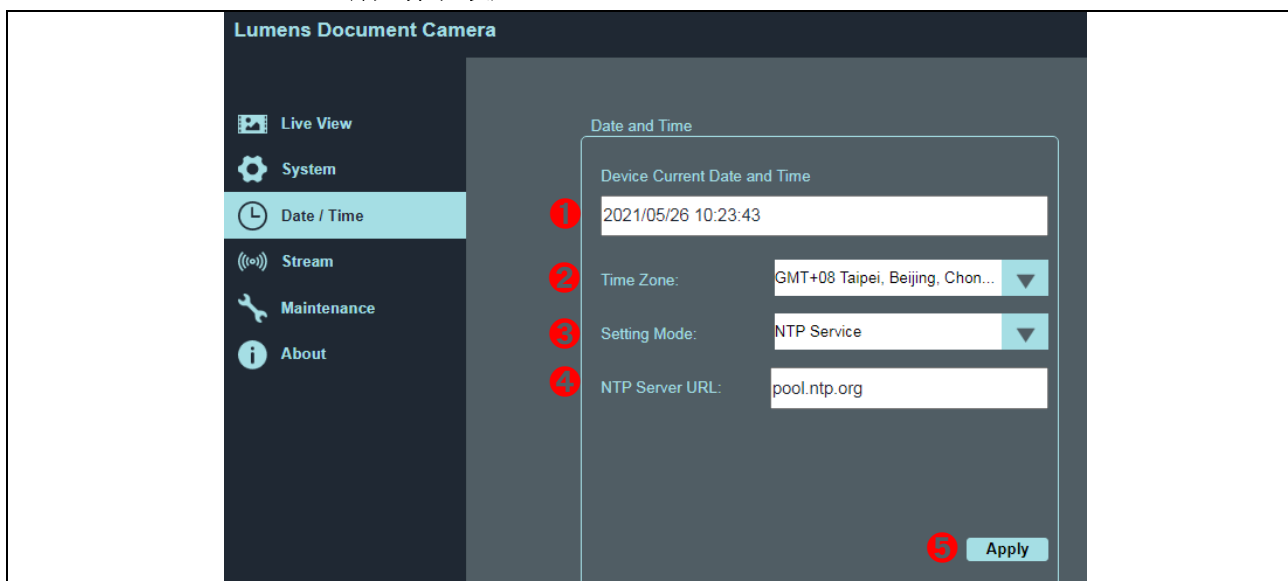 Lumens Document Camera
Live View
System
Date / Time
Stream
Maintenance
About
Date and Time
Device Current Date and Time
1 2021/05/26 10:23:43
2 Time Zone: GMT+08 Taipei, Beijing, Chon...
3 Setting Mode: NTP Service
4 NTP Server URL: pool.ntp.org
5 Apply